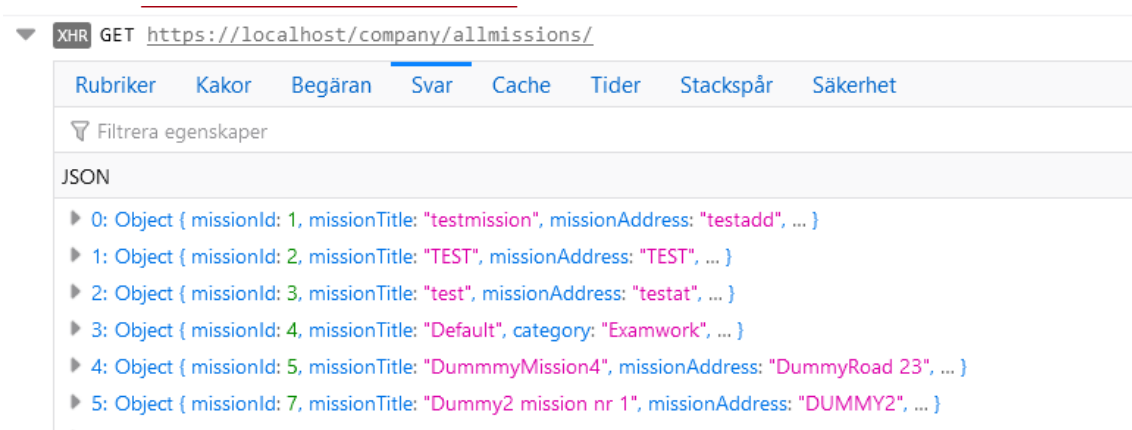 XHR GET https://localhost/company/allmissions/
Rubriker Kakor Begäran Svar Cache Tider Stackspår Säkerhet
Filtrera egenskaper
JSON
0: Object { missionId: 1, missionTitle: "testmission", missionAddress: "testadd", … }
1: Object { missionId: 2, missionTitle: "TEST", missionAddress: "TEST", … }
2: Object { missionId: 3, missionTitle: "test", missionAddress: "testat", … }
3: Object { missionId: 4, missionTitle: "Default", category: "Examwork", … }
4: Object { missionId: 5, missionTitle: "DummmyMission4", missionAddress: "DummyRoad 23", … }
5: Object { missionId: 7, missionTitle: "Dummy2 mission nr 1", missionAddress: "DUMMY2", … }